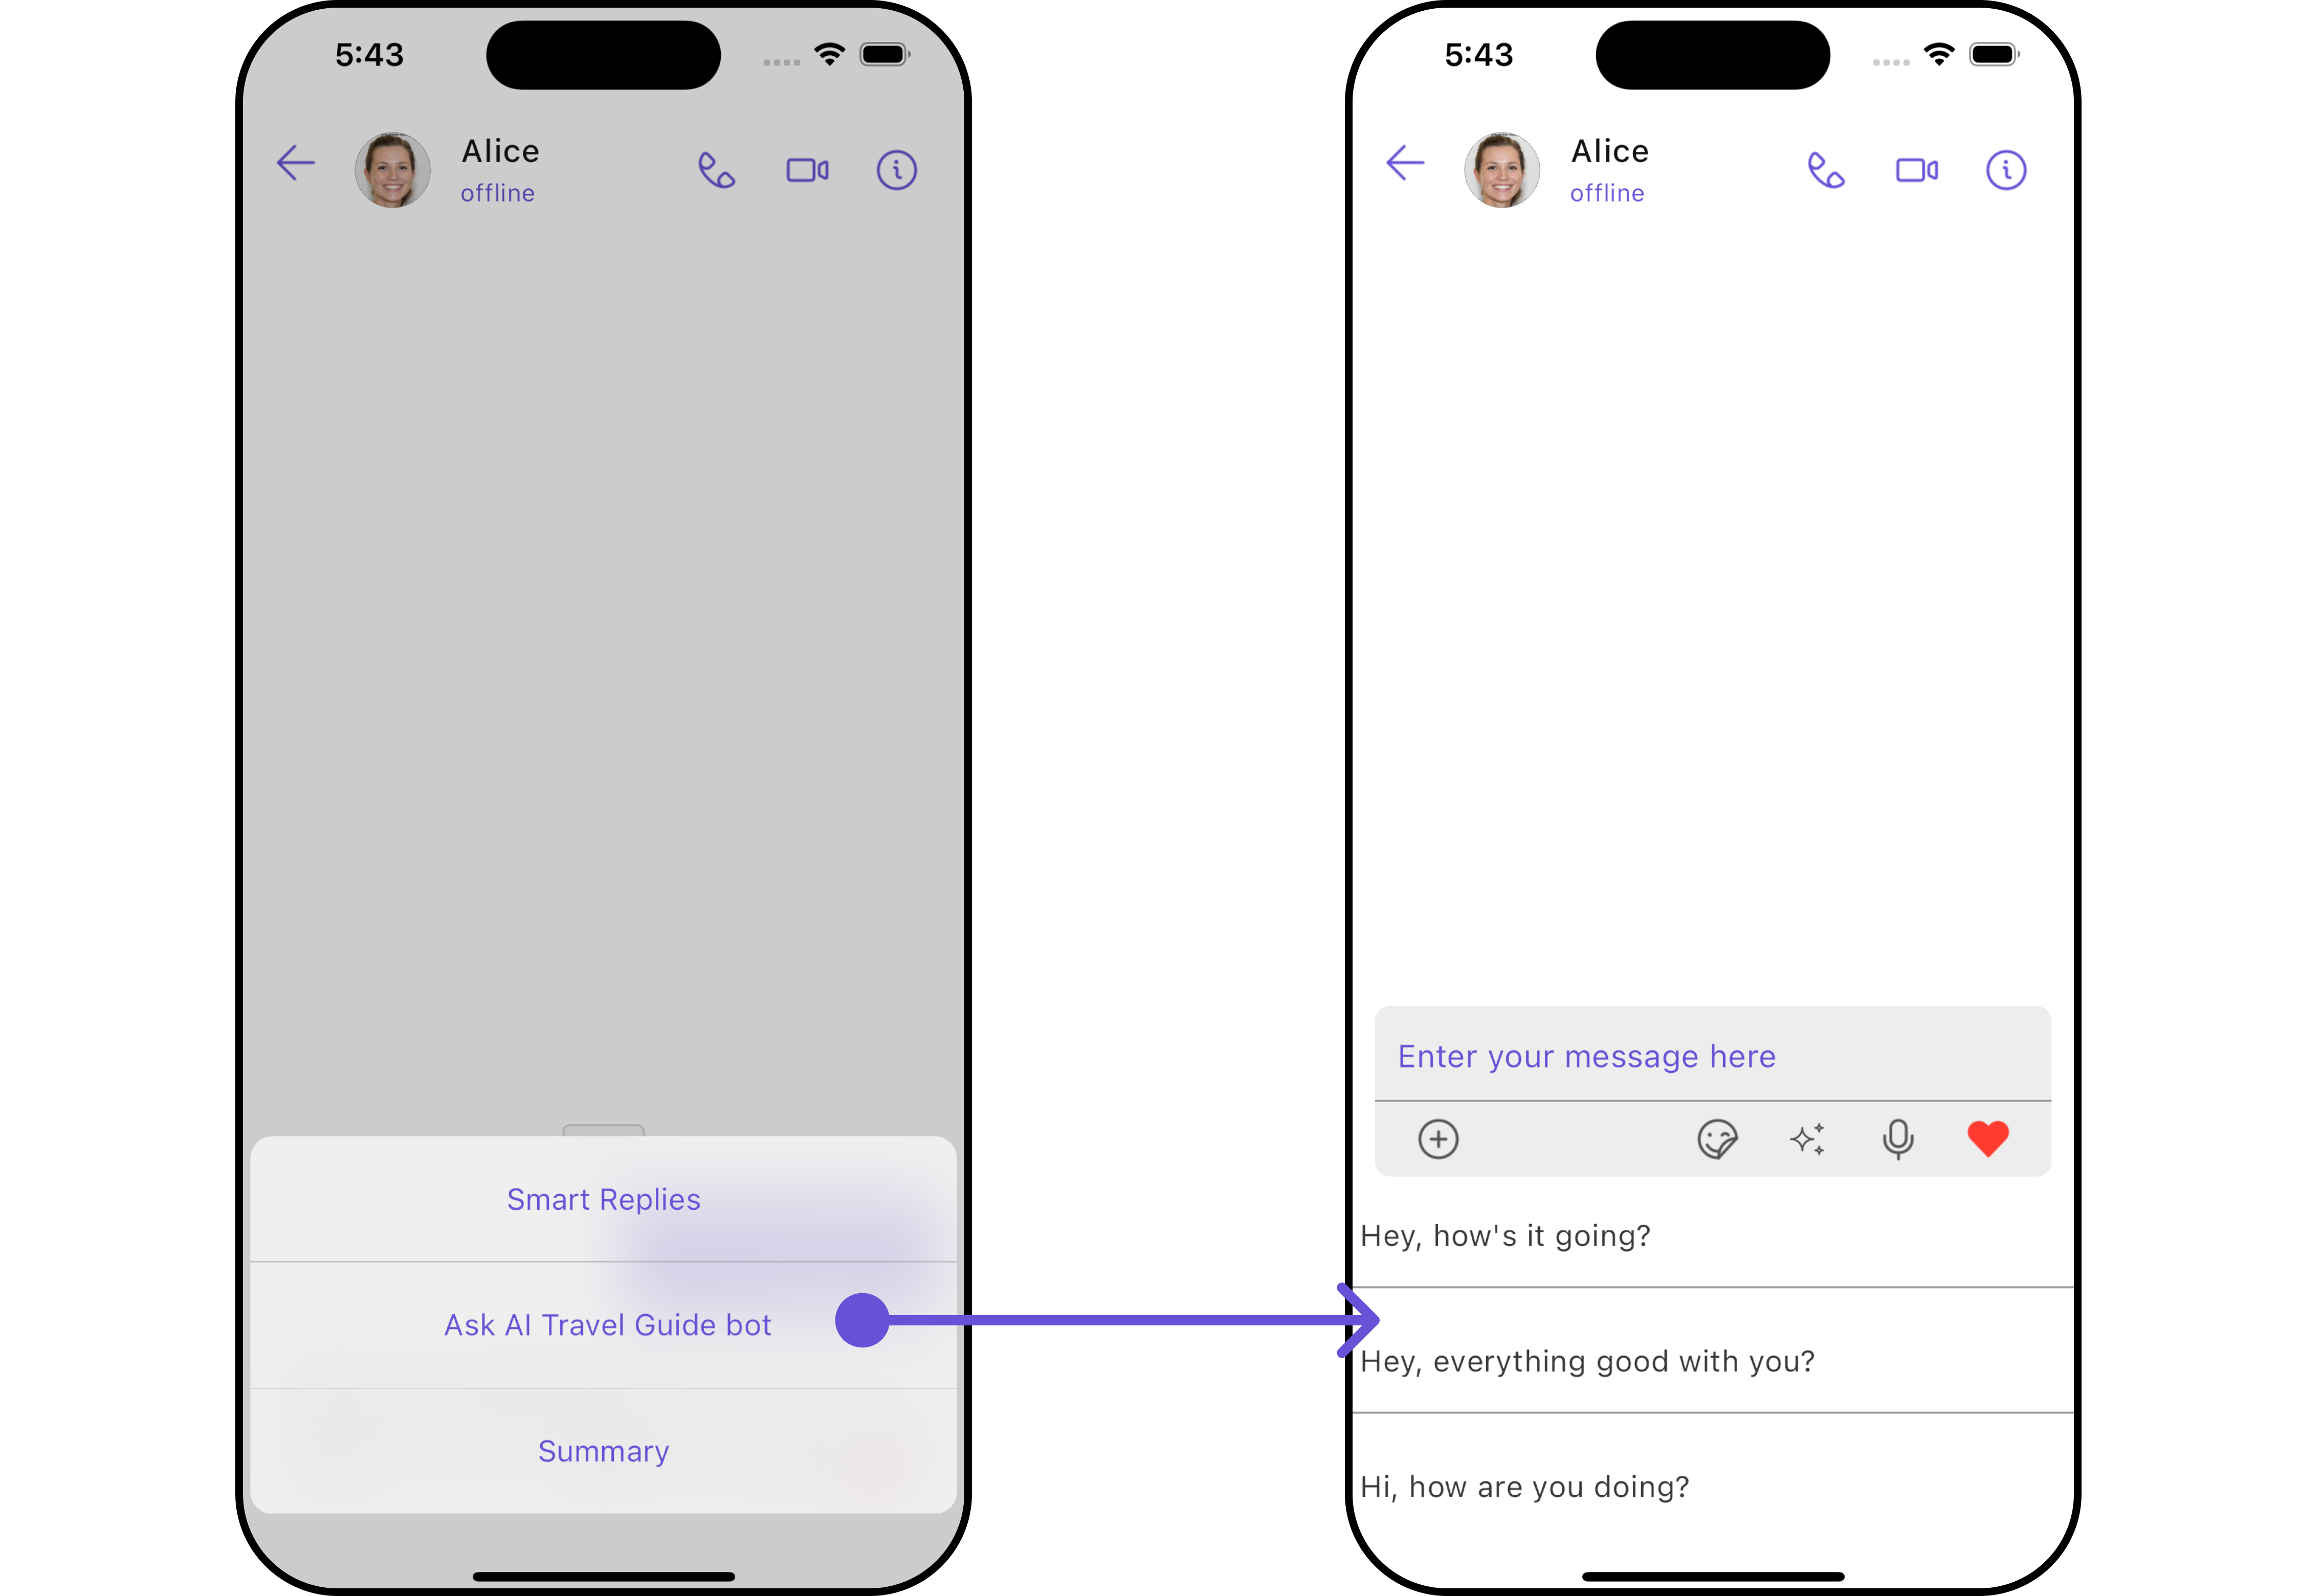 5:43
Alice
offline
Smart Replies
Ask AI Travel Guide bot
Summary
5:43
Alice
offline
Enter your message here
Hey, how's it going?
Hey, everything good with you?
Hi, how are you doing?